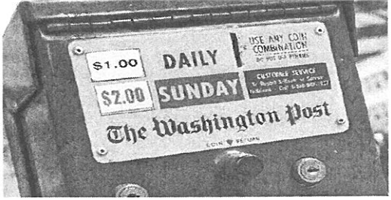 $1.00 DAILY
USE ANY COIN
COMBINATION
$2.00 SUNDAY
CUSTOMER SERVICE
The Washington Post
COIN RETURN